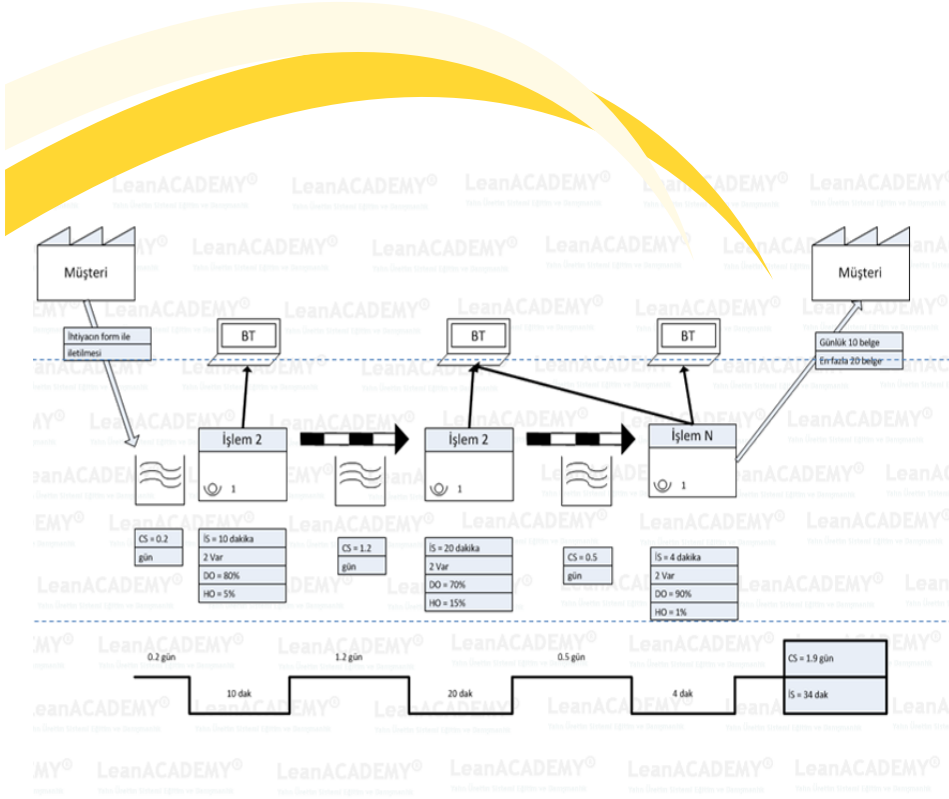 Müşteri
Müşteri
İhtiyacın form ile
iletilmesi
BT
BT
BT
Günlük 10 belge
En fazla 20 belge
İşlem 2
1
İşlem 2
1
İşlem N
1
CS = 0.2
gün
İS = 10 dakika
2 Var
DO = 80%
HO = 5%
CS = 1.2
gün
İS = 20 dakika
2 Var
DO = 70%
HO = 15%
CS = 0.5
gün
İS = 4 dakika
2 Var
DO = 90%
HO = 1%
0.2 gün
10 dak
1.2 gün
20 dak
0.5 gün
4 dak
CS = 1.9 gün
İS = 34 dak
LeanACADEMY®